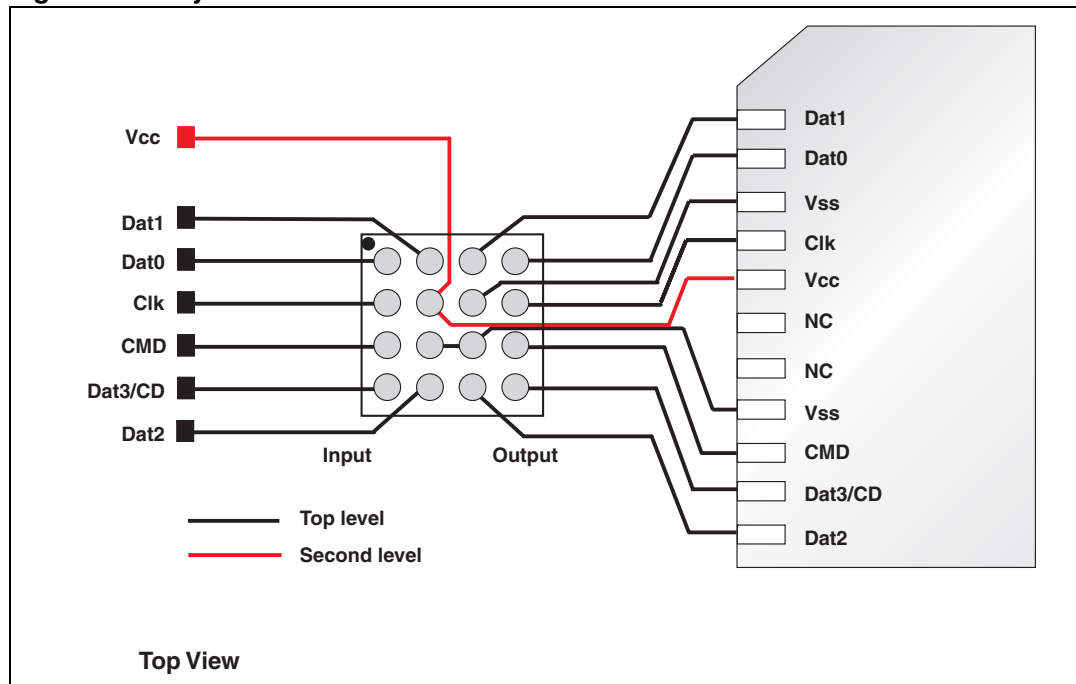 Vcc
Dat1
Dat0
Clk
CMD
Dat3/CD
Dat2
Input
Output
Dat1
Dat0
Vss
Clk
Vcc
NC
NC
Vss
CMD
Dat3/CD
Dat2
Top level
Second level
Top View